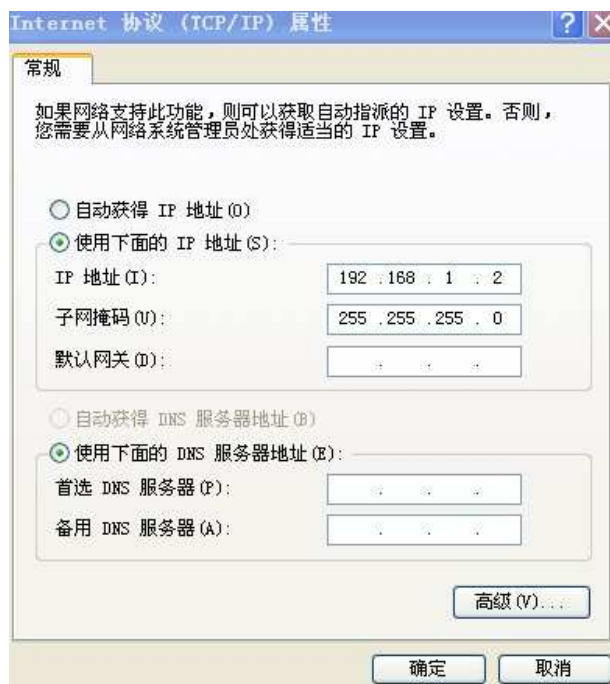 Internet 协议 (TCP/IP) 属性
常规
如果网络支持此功能，则可以获取自动指派的 IP 设置。否则，
您需要从网络系统管理员处获得适当的 IP 设置。
自动获得 IP 地址(O)
使用下面的 IP 地址(S):
IP 地址(I): 192 .168 . 1 . 2
子网掩码(U): 255 .255 .255 . 0
默认网关(D): . . .
自动获得 DNS 服务器地址(B)
使用下面的 DNS 服务器地址(E):
首选 DNS 服务器(P): . . .
备用 DNS 服务器(A): . . .
高级(V)...
确定 取消